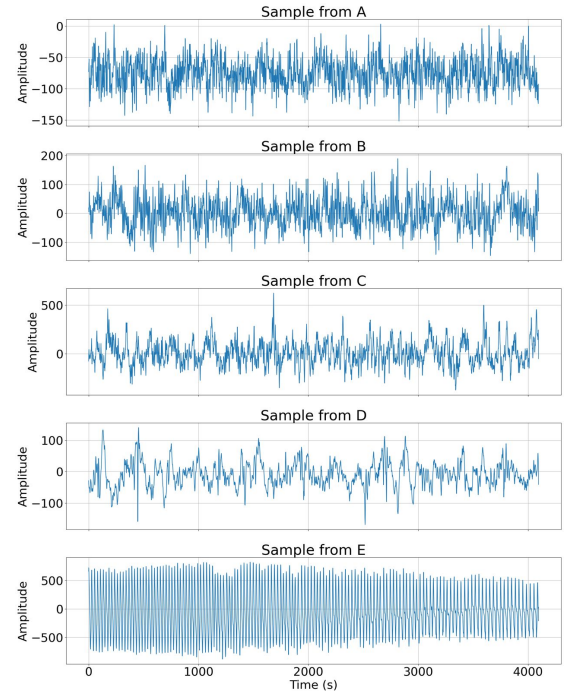 Sample from A
0
−50
−100
−150
Amplitude
Sample from B
200
100
0
−100
Amplitude
Sample from C
500
0
Amplitude
Sample from D
100
0
−100
Amplitude
Sample from E
500
0
−500
Amplitude
0 1000 2000 3000 4000
Time (s)